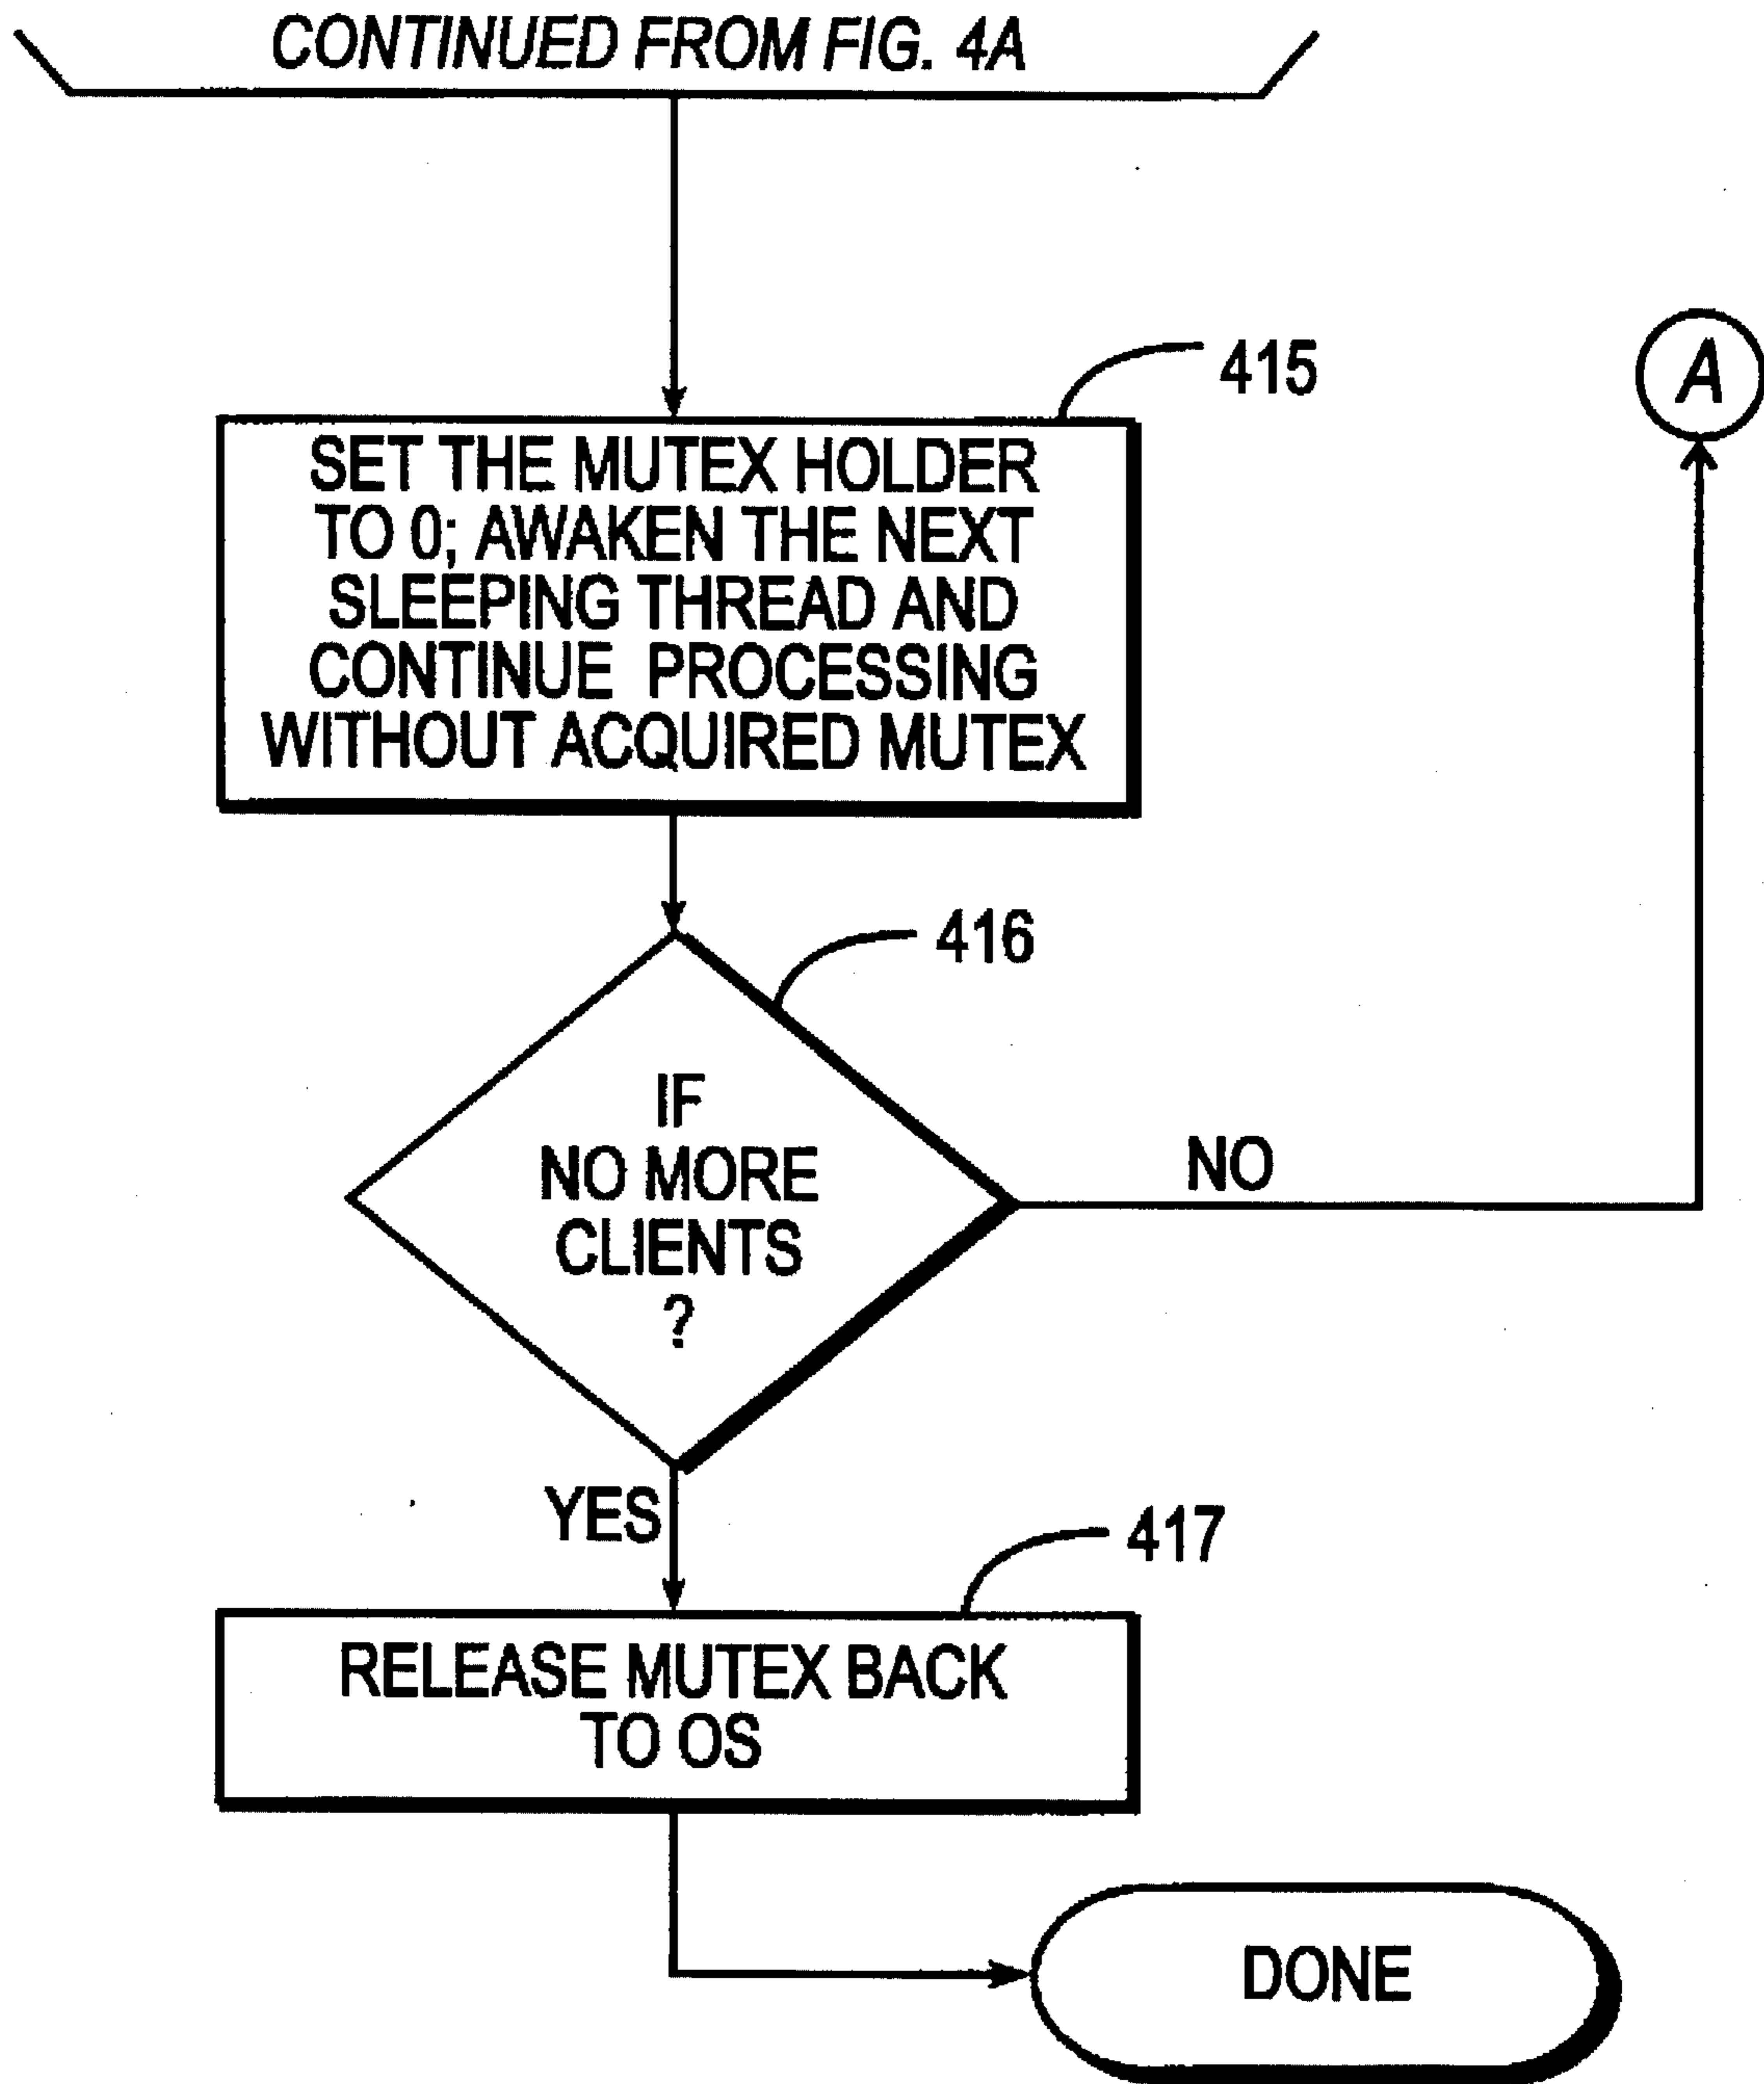 CONTINUED FROM FIG. 4A
415
A
SET THE MUTEX HOLDER
TO 0; AWAKEN THE NEXT
SLEEPING THREAD AND
CONTINUE PROCESSING
WITHOUT ACQUIRED MUTEX
416
IF
NO MORE
CLIENTS
?
NO
YES
417
RELEASE MUTEX BACK
TO OS
DONE